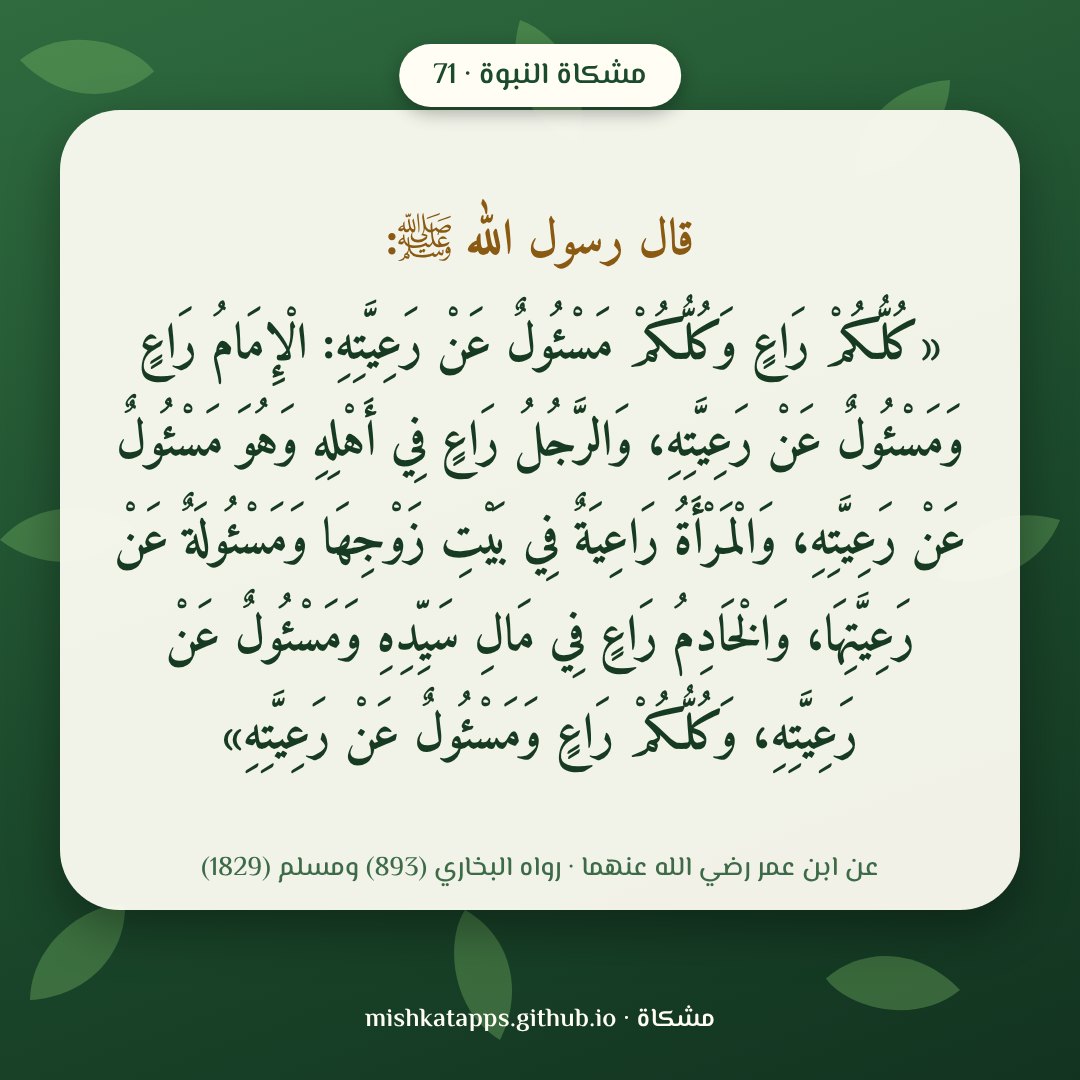 مشكاة النبوة · 71
قال رسول الله ﷺ:
«كُلُّكُمْ رَاعٍ وَكُلُّكُمْ مَسْئُولٌ عَنْ رَعِيَّتِهِ: الْإِمَامُ رَاعٍ
وَمَسْئُولٌ عَنْ رَعِيَّتِهِ، وَالرَّجُلُ رَاعٍ فِي أَهْلِهِ وَهُوَ مَسْئُولٌ
عَنْ رَعِيَّتِهِ، وَالْمَرْأَةُ رَاعِيَةٌ فِي بَيْتِ زَوْجِهَا وَمَسْئُولَةٌ عَنْ
رَعِيَّتِهَا، وَالْخَادِمُ رَاعٍ فِي مَالِ سَيِّدِهِ وَمَسْئُولٌ عَنْ
رَعِيَّتِهِ، وَكُلُّكُمْ رَاعٍ وَمَسْئُولٌ عَنْ رَعِيَّتِهِ»
عن ابن عمر رضي الله عنهما · رواه البخاري (893) ومسلم (1829)
مشكاة · mishkatapps.github.io